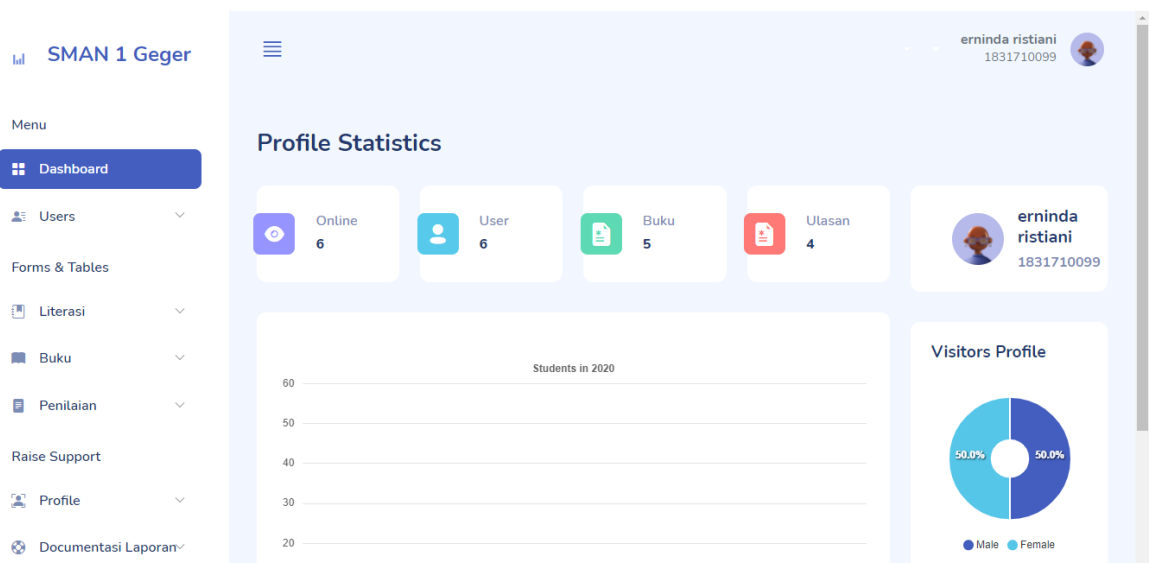 SMAN 1 Geger
Menu
Dashboard
Users
Forms & Tables
Literasi
Buku
Penilaian
Raise Support
Profile
Documentasi Laporan
erninda ristiani
1831710099
Profile Statistics
Online
6
User
6
Buku
5
Ulasan
4
erninda
ristiani
1831710099
Students in 2020
60
50
40
30
20
Visitors Profile
50.0%
50.0%
Male
Female